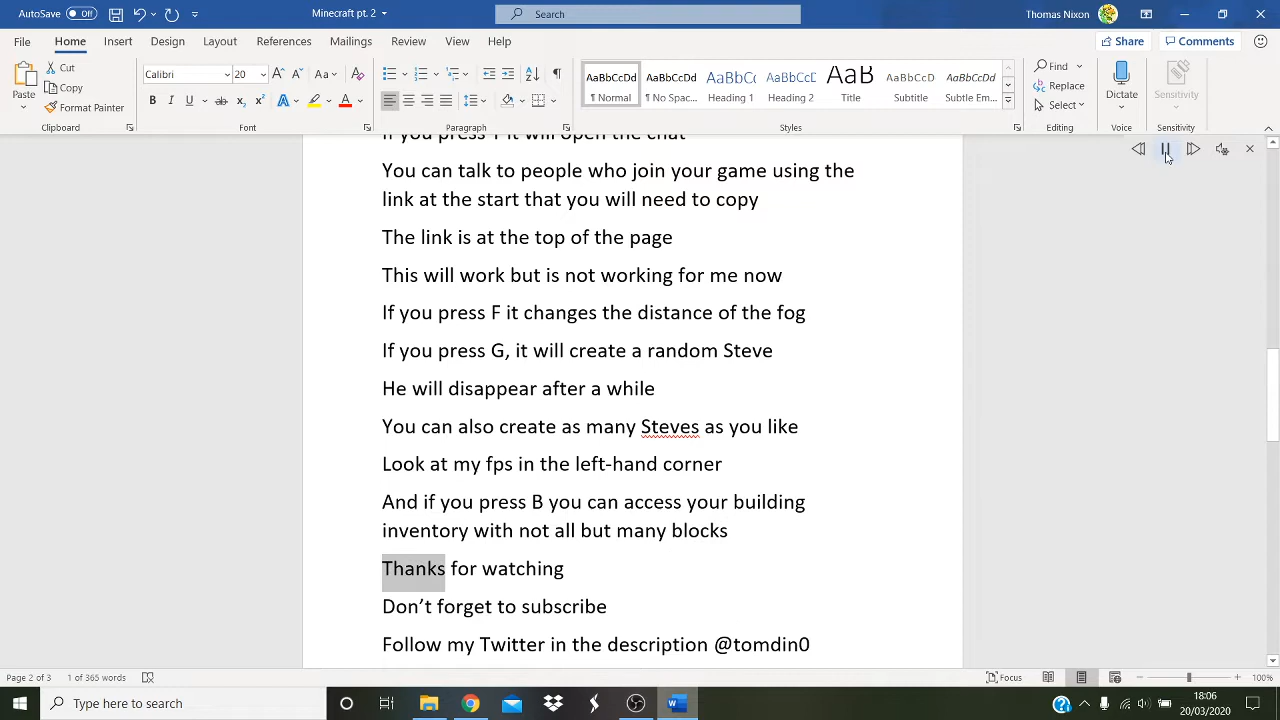 AutoSave Off
Minecraft pt. 2
Search
Thomas Nixon
File Home Insert Design Layout References Mailings Review View Help
Share Comments
Paste
Cut
Copy
Format Painter
Clipboard
Calibri 20
Font
Paragraph
AaBbCcDd AaBbCcDd AaBbCc AaBbCcE AaB AaBbCcD AaBbCcDd
¶ Normal ¶ No Spac... Heading 1 Heading 2 Title Subtitle Subtle Em...
Styles
Find
Replace
Select
Editing
Dictate
Voice
Sensitivity
Sensitivity
If you press T it will open the chat
You can talk to people who join your game using the
link at the start that you will need to copy
The link is at the top of the page
This will work but is not working for me now
If you press F it changes the distance of the fog
If you press G, it will create a random Steve
He will disappear after a while
You can also create as many Steves as you like
Look at my fps in the left-hand corner
And if you press B you can access your building
inventory with not all but many blocks
Thanks for watching
Don’t forget to subscribe
Follow my Twitter in the description @tomdin0
Page 2 of 3 1 of 365 words
Focus
100%
Type here to search
18:06
20/03/2020